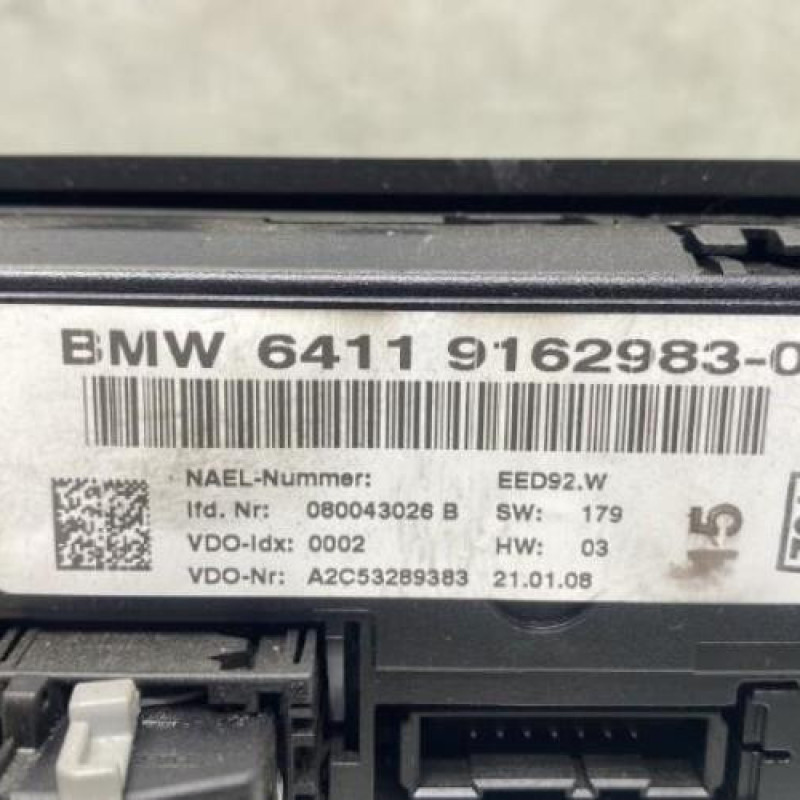 BMW 6411 9162983-0
NAEL-Nummer: EED92.W
lfd. Nr: 080043026 B SW: 179
VDO-Idx: 0002 HW: 03
VDO-Nr: A2C53289383 21.01.08
15